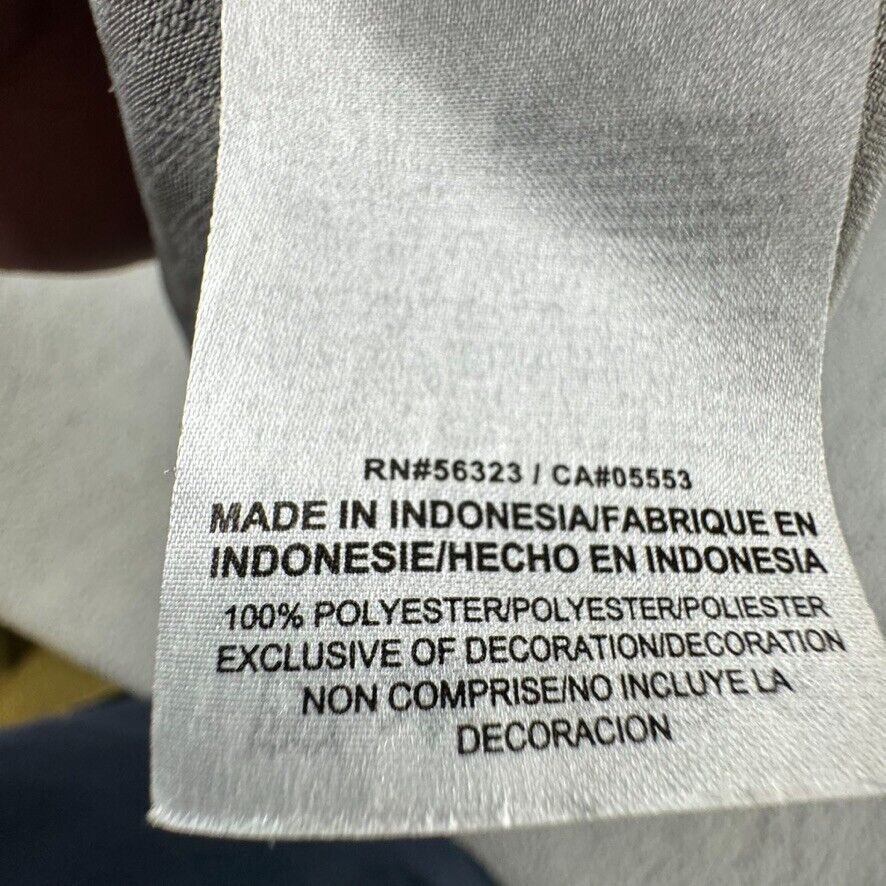 RN#56323 / CA#05553
MADE IN INDONESIA/FABRIQUE EN
INDONESIE/HECHO EN INDONESIA
100% POLYESTER/POLYESTER/POLIESTER
EXCLUSIVE OF DECORATION/DECORATION
NON COMPRISE/NO INCLUYE LA
DECORACION